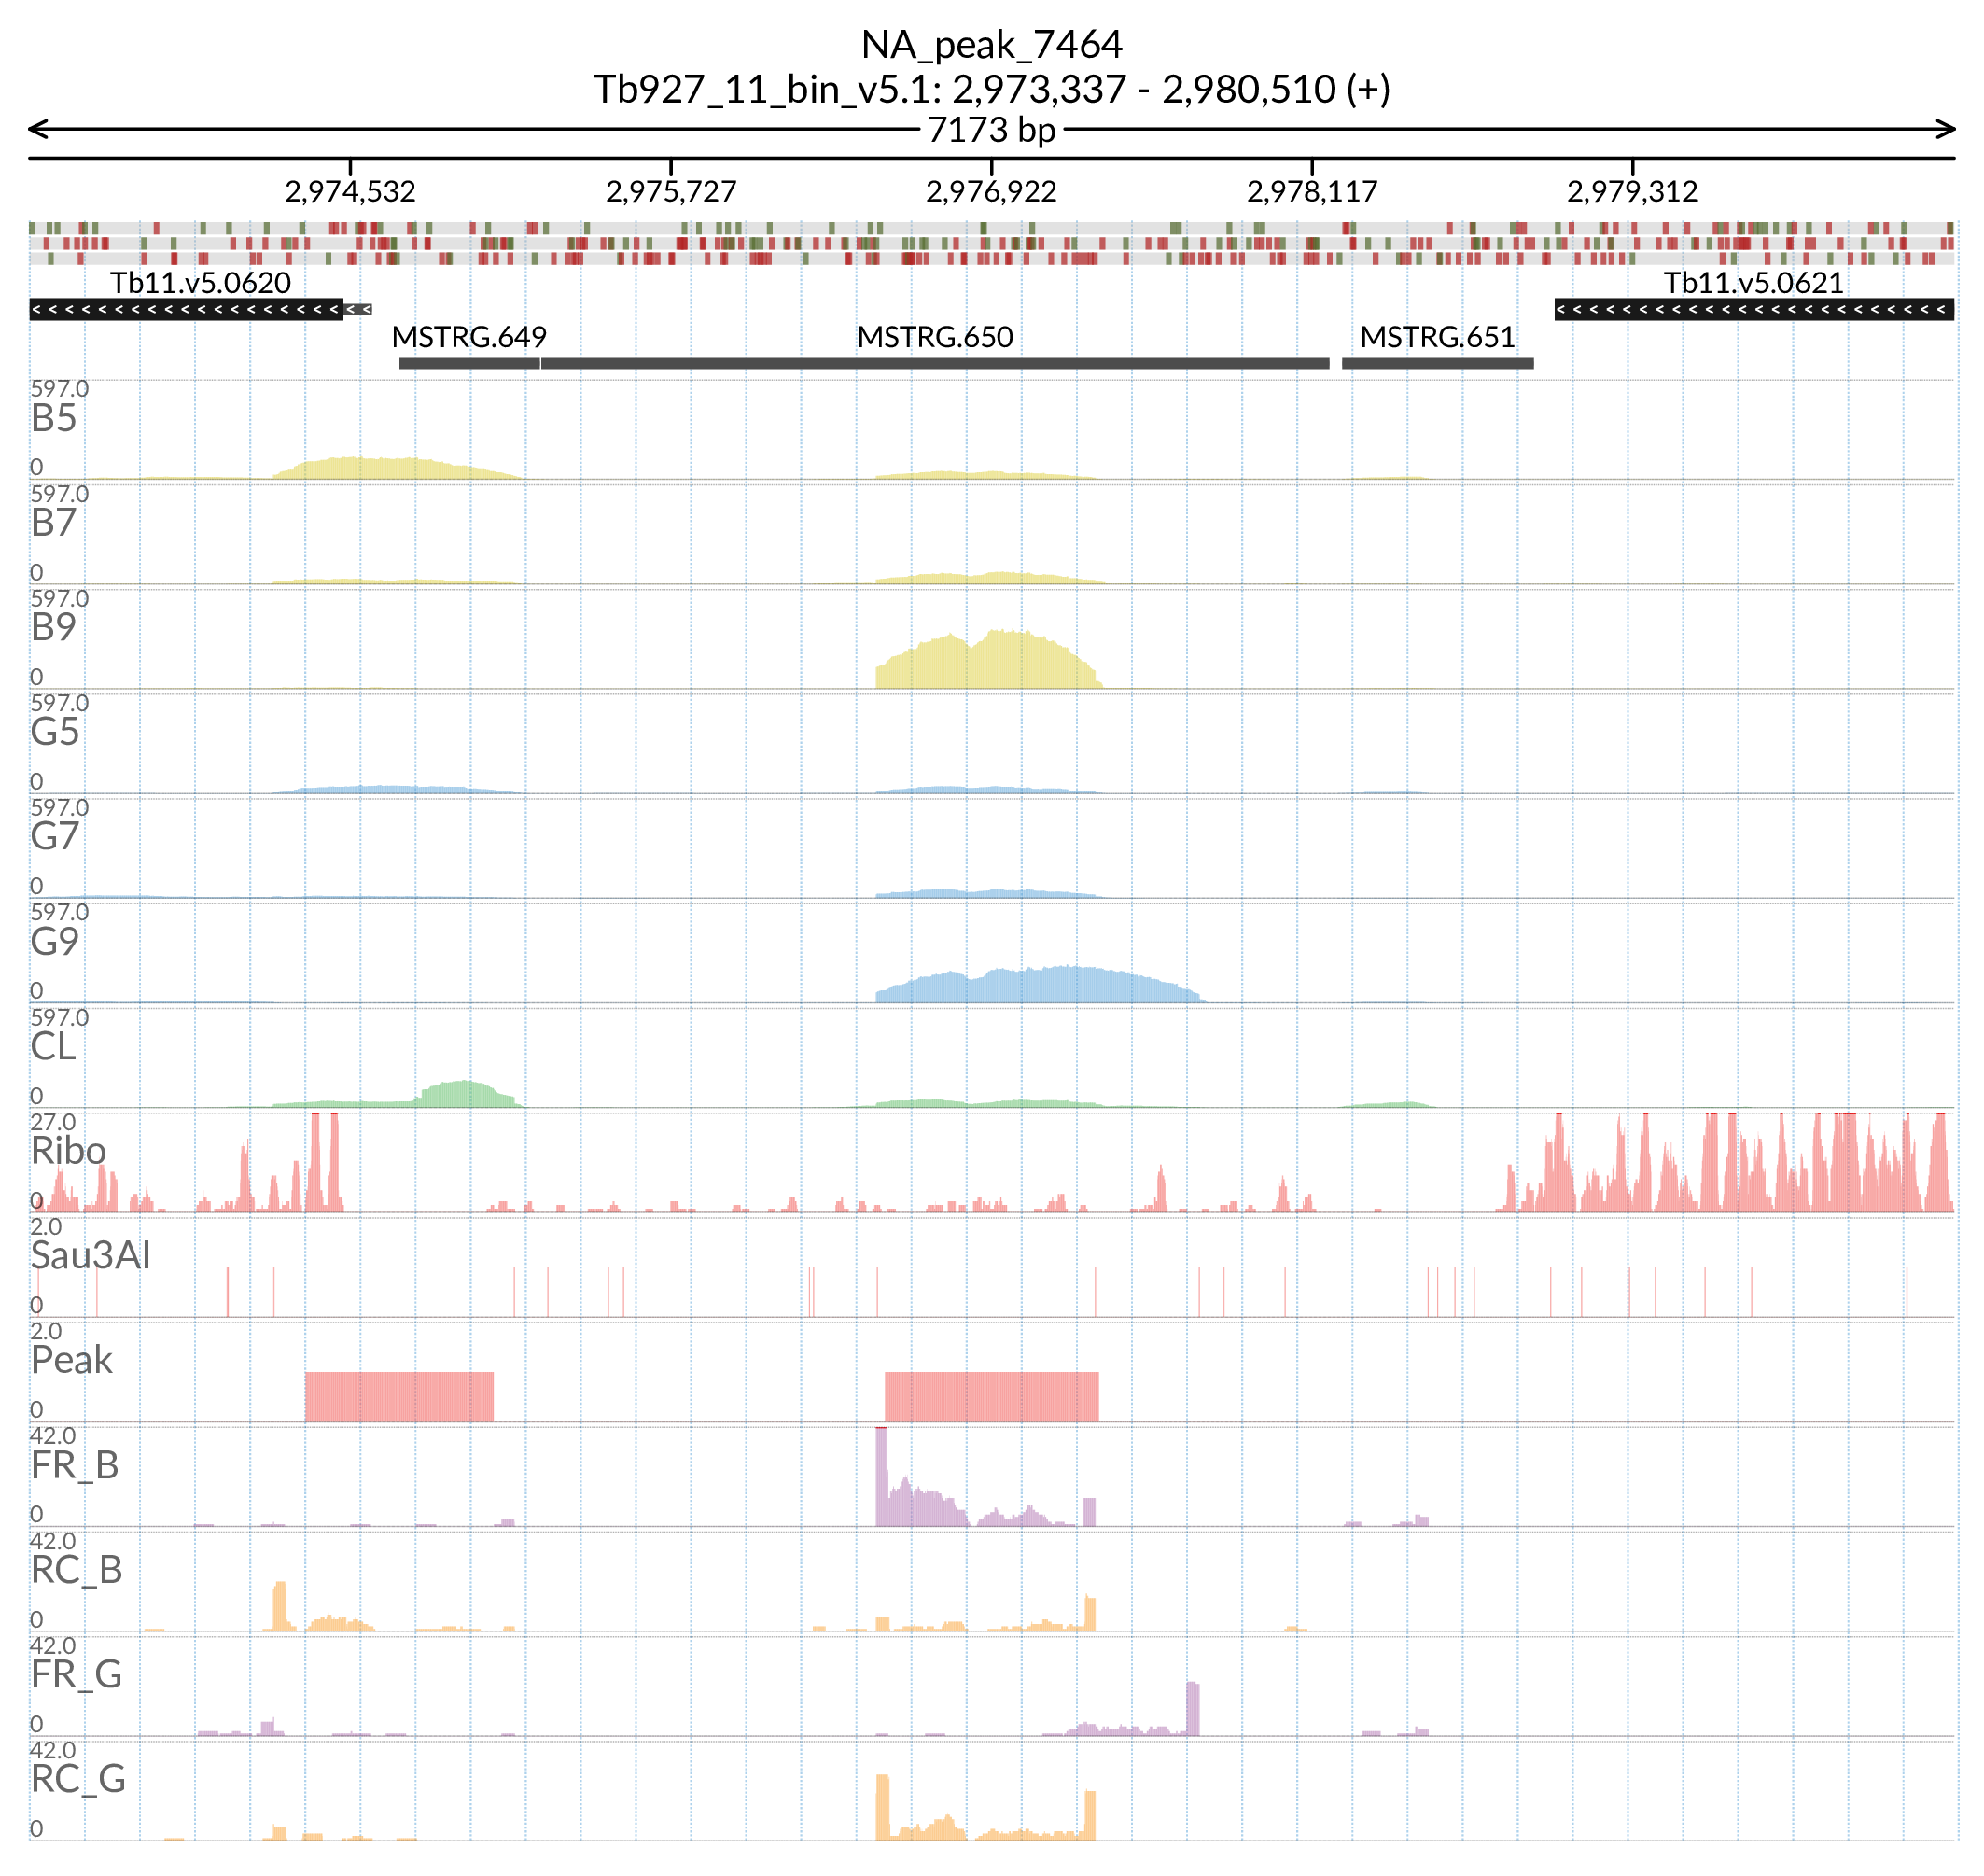 NA_peak_7464
Tb927_11_bin_v5.1: 2,973,337 - 2,980,510 (+)
7173 bp
2,974,532 2,975,727 2,976,922 2,978,117 2,979,312
Tb11.v5.0620 Tb11.v5.0621
MSTRG.649 MSTRG.650 MSTRG.651
597.0
B5
0
597.0
B7
0
597.0
B9
0
597.0
G5
0
597.0
G7
0
597.0
G9
0
597.0
CL
0
27.0
Ribo
0
2.0
Sau3AI
0
2.0
Peak
0
42.0
FR_B
0
42.0
RC_B
0
42.0
FR_G
0
42.0
RC_G
0